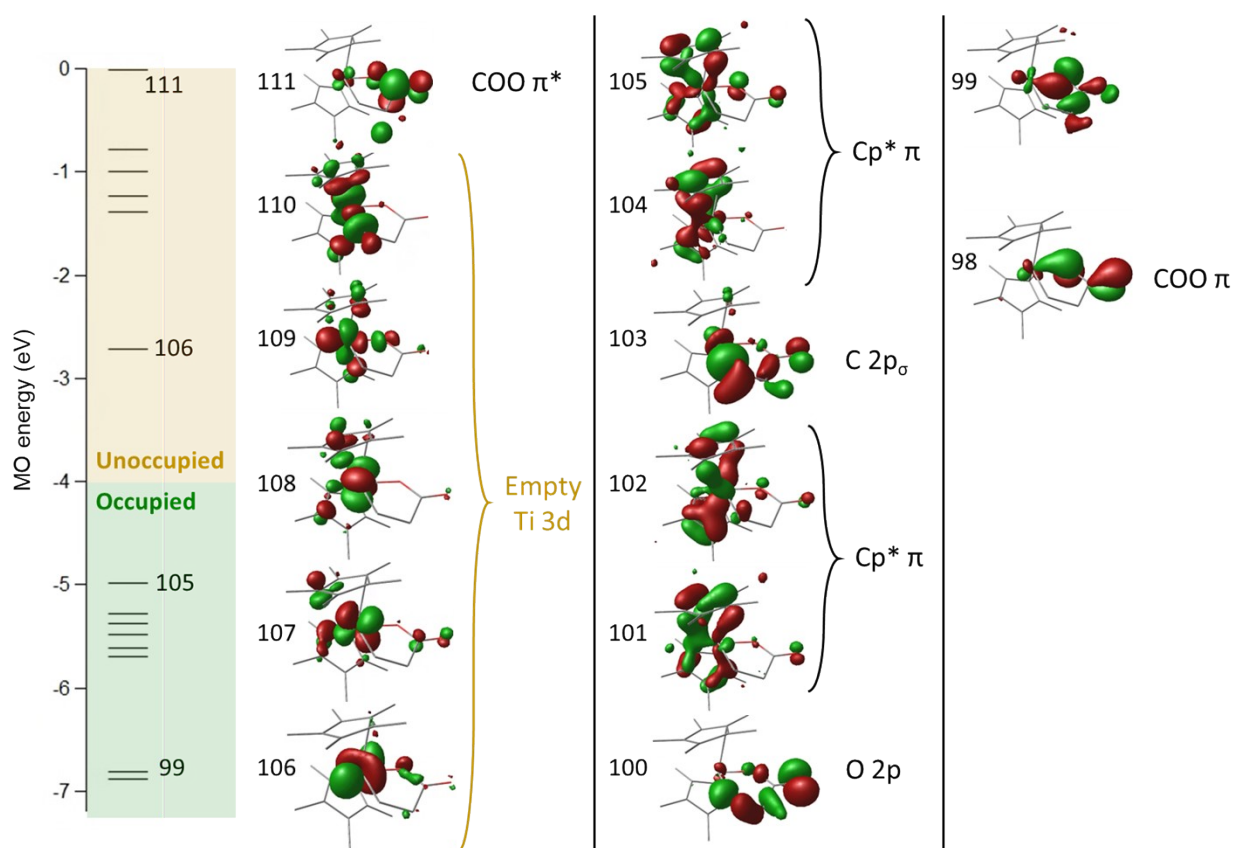 MO energy (eV)
0
-1
-2
-3
-4
-5
-6
-7
111
106
Unoccupied
Occupied
105
99
111
COO π*
110
109
108
107
106
Empty
Ti 3d
105
104
Cp* π
103
C 2pσ
102
101
Cp* π
100
O 2p
99
98
COO π